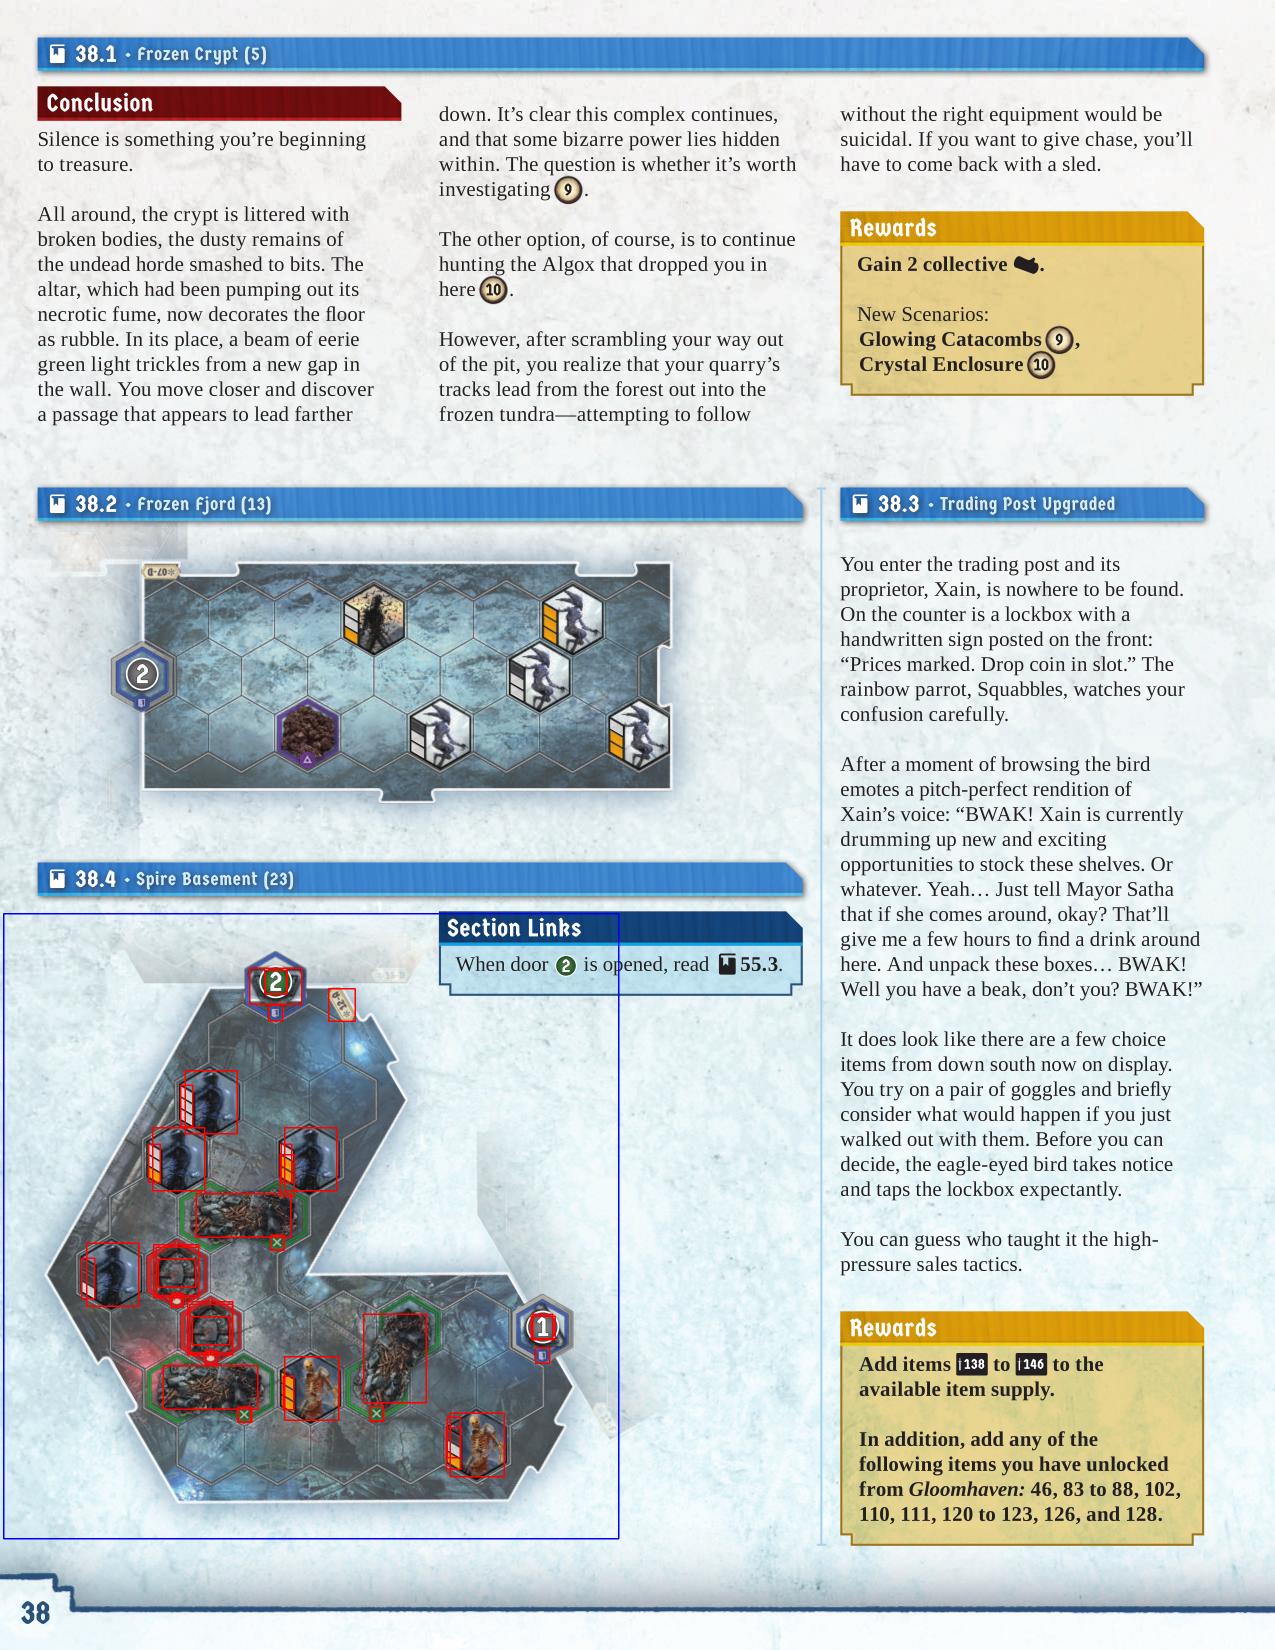 38.1 • Frozen Crypt (5)
Conclusion
Silence is something you’re beginning
to treasure.
All around, the crypt is littered with
broken bodies, the dusty remains of
the undead horde smashed to bits. The
altar, which had been pumping out its
necrotic fume, now decorates the floor
as rubble. In its place, a beam of eerie
green light trickles from a new gap in
the wall. You move closer and discover
a passage that appears to lead farther
down. It’s clear this complex continues,
and that some bizarre power lies hidden
within. The question is whether it’s worth
investigating 9.
The other option, of course, is to continue
hunting the Algox that dropped you in
here 10.
However, after scrambling your way out
of the pit, you realize that your quarry’s
tracks lead from the forest out into the
frozen tundra—attempting to follow
without the right equipment would be
suicidal. If you want to give chase, you’ll
have to come back with a sled.
Rewards
Gain 2 collective .
New Scenarios:
Glowing Catacombs 9,
Crystal Enclosure 10
38.2 • Frozen Fjord (13)
07-D
2
38.4 • Spire Basement (23)
Section Links
When door 2 is opened, read 55.3.
2
1
38.3 • Trading Post Upgraded
You enter the trading post and its
proprietor, Xain, is nowhere to be found.
On the counter is a lockbox with a
handwritten sign posted on the front:
“Prices marked. Drop coin in slot.” The
rainbow parrot, Squabbles, watches your
confusion carefully.
After a moment of browsing the bird
emotes a pitch-perfect rendition of
Xain’s voice: “BWAK! Xain is currently
drumming up new and exciting
opportunities to stock these shelves. Or
whatever. Yeah… Just tell Mayor Satha
that if she comes around, okay? That’ll
give me a few hours to find a drink around
here. And unpack these boxes… BWAK!
Well you have a beak, don’t you? BWAK!”
It does look like there are a few choice
items from down south now on display.
You try on a pair of goggles and briefly
consider what would happen if you just
walked out with them. Before you can
decide, the eagle-eyed bird takes notice
and taps the lockbox expectantly.
You can guess who taught it the high-
pressure sales tactics.
Rewards
Add items 138 to 146 to the
available item supply.
In addition, add any of the
following items you have unlocked
from Gloomhaven: 46, 83 to 88, 102,
110, 111, 120 to 123, 126, and 128.
38